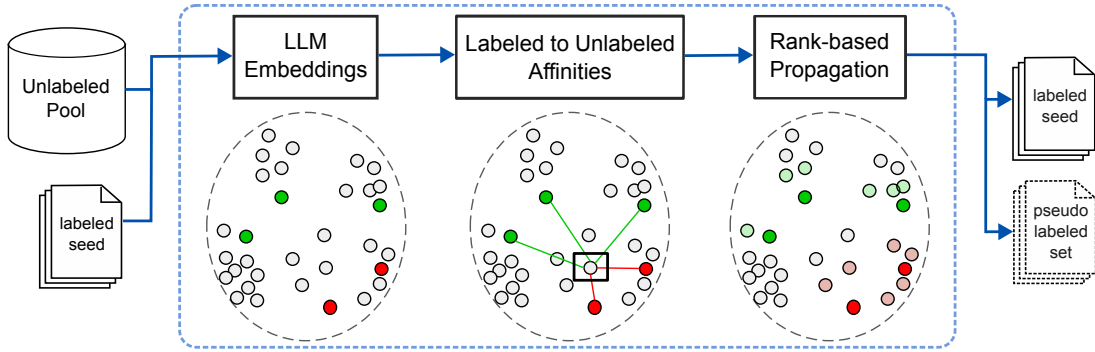 Unlabeled
Pool
labeled
seed
LLM
Embeddings
Labeled to Unlabeled
Affinities
Rank-based
Propagation
labeled
seed
pseudo
labeled
set